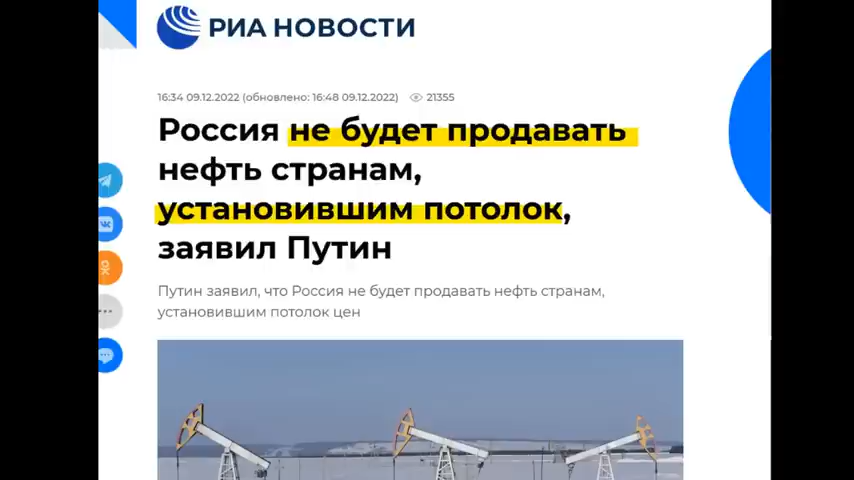 РИА НОВОСТИ
16:34 09.12.2022 (обновлено: 16:48 09.12.2022) 21355
Россия не будет продавать
нефть странам,
установившим потолок,
заявил Путин
Путин заявил, что Россия не будет продавать нефть странам,
установившим потолок цен